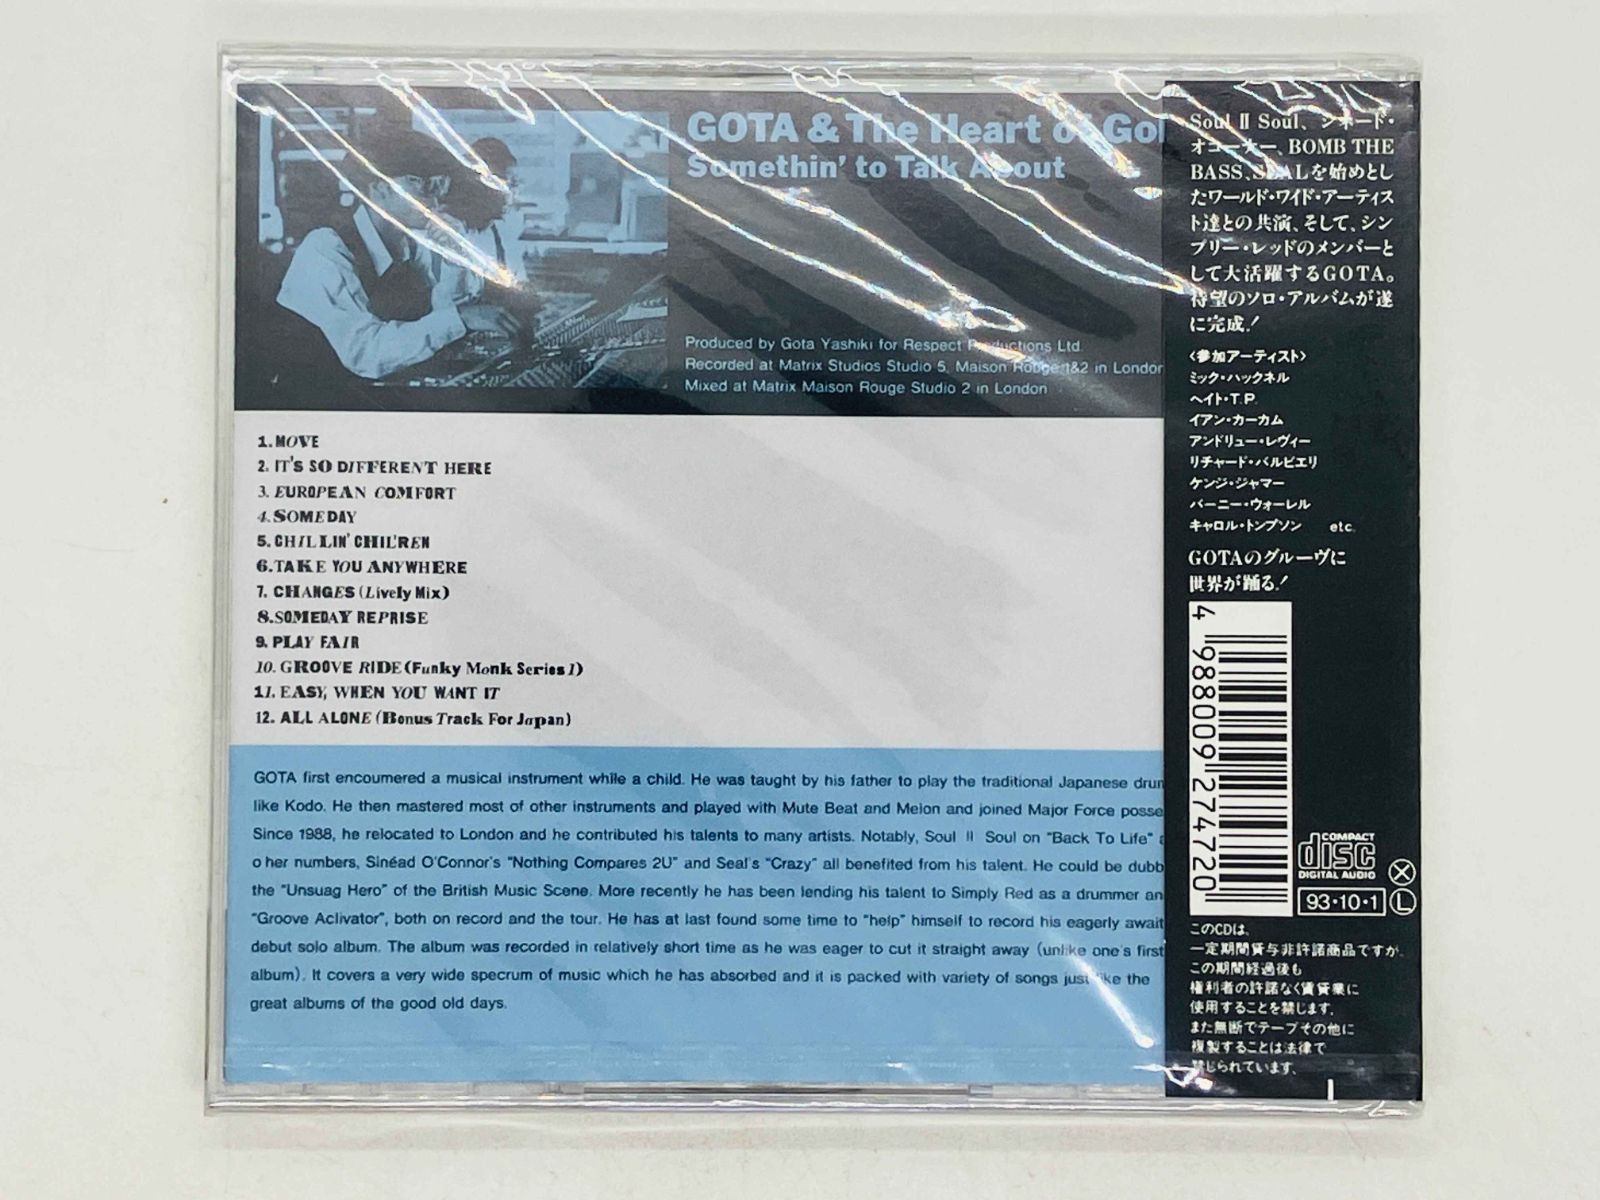 GOTA & The Heart of Gol
Somethin' to Talk About
Produced by Gota Yashiki for Respect Productions Ltd
Recorded at Matrix Studios Studio 5, Maison &2 in London
Mixed at Matrix Maison Rouge Studio 2 in London
1. MOVE
2. IT'S SO DIFFERENT HERE
3. EUROPEAN COMFORT
4. SOMEDAY
5. CHILLIN' CHIL'REN
6. TAKE YOU ANYWHERE
7. CHANGES (Lively Mix)
8. SOMEDAY REPRISE
9. PLAY FAIR
10. GROOVE RIDE (Funky Monk Series 1)
11. EASY, WHEN YOU WANT IT
12. ALL ALONE (Bonus Track For Japan)
GOTA first encoumered a musical instrument while a child. He was taught by his father to play the traditional Japanese drum
like Kodo. He then mastered most of other instruments and played with Mute Beat and Melon and joined Major Force posse
Since 1988, he relocated to London and he contributed his talents to many artists. Notably, Soul II Soul on "Back To Life" a
o her numbers, Sinéad O'Connor's "Nothing Compares 2U" and Seal's "Crazy" all benefited from his talent. He could be dubb
the "Unsuag Hero" of the British Music Scene. More recently he has been lending his talent to Simply Red as a drummer an
"Groove Aclivator", both on record and the tour. He has at last found some time to "help" himself to record his eagerly await
debut solo album. The album was recorded in relatively short time as he was eager to cut it straight away (unlike one's first
album). It covers a very wide specrum of music which he has absorbed and it is packed with variety of songs just like the
great albums of the good old days.
Soul II Soul、シネード・
オコーナー、BOMB THE
BASS、SEALを始めとし
たワールド・ワイド・アーティス
ト達との共演、そして、シン
プリー・レッドのメンバーと
して大活躍するGOTA。
待望のソロ・アルバムが遂
に完成!
〈参加アーティスト〉
ミック・ハックネル
ヘイト・T.P.
イアン・カーカム
アンドリュー・レヴィー
リチャード・バルビエリ
ケンジ・ジャマー
バーニー・ウォーレル
キャロル・トンプソン etc.
GOTAのグルーヴに
世界が踊る!
4 988009 274720
COMPACT
disc
DIGITAL AUDIO
X
93・10・1 L
このCDは、
一定期間貸与非許諾商品ですが、
この期間経過後も
権利者の許諾なく賃貸業に
使用することを禁じます。
また無断でテープその他に
複製することは法律で
禁じられています。